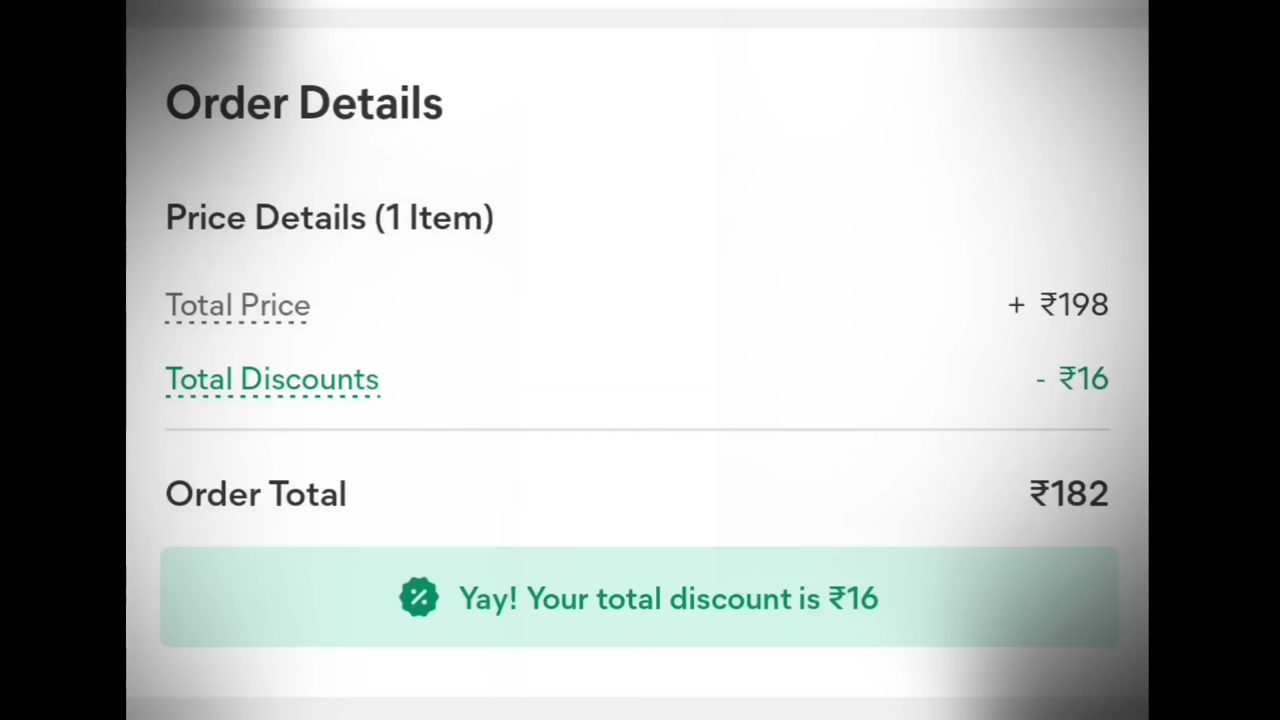 Order Details
Price Details (1 Item)
Total Price + ₹198
Total Discounts - ₹16
Order Total ₹182
Yay! Your total discount is ₹16